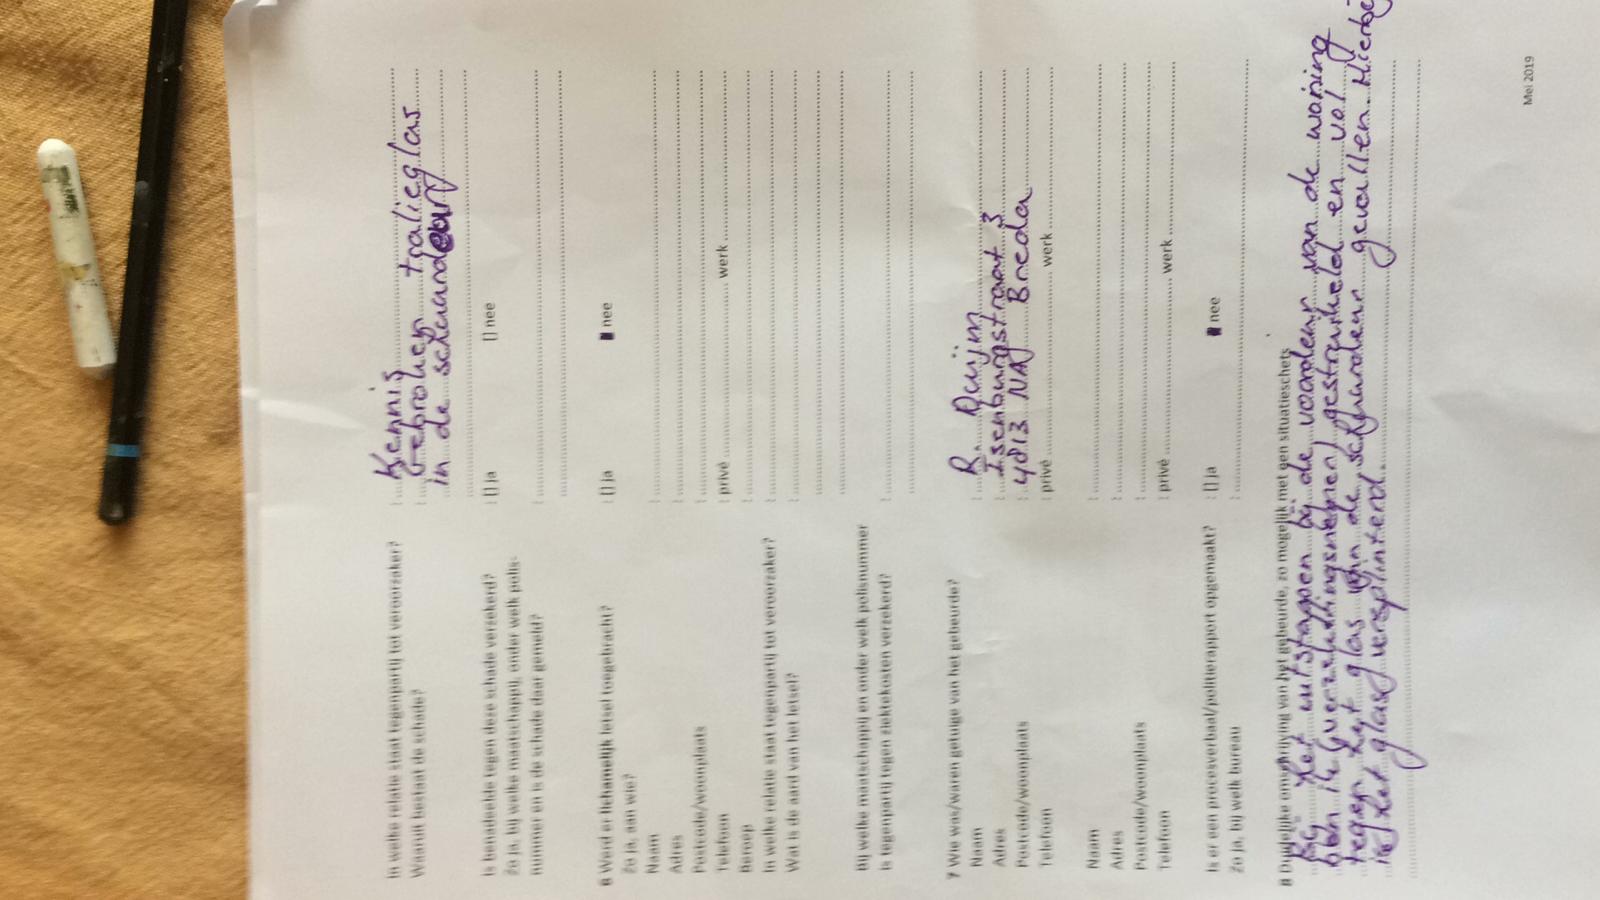 In welke relatie staat tegenpartij tot veroorzaker? : Kennis
Waaruit bestaat de schade? : Gebroken tralieglas
in de schuurdeur
Is benadeelde tegen deze schade verzekerd? : [] ja [] nee
Zo ja, bij welke maatschappij, onder welk polis-
nummer en is de schade daar gemeld? :
6 Werd er lichamelijk letsel toegebracht? : [] ja nee
Zo ja, aan wie?
Naam :
Adres :
Postcode/woonplaats :
Telefoon : privé werk
Beroep :
In welke relatie staat tegenpartij tot veroorzaker? :
Wat is de aard van het letsel? :
Bij welke maatschappij en onder welk polisnummer
is tegenpartij tegen ziektekosten verzekerd? :
7 Wie was/waren getuige van het gebeurde?
Naam : R. Duijm
Adres : Isenburgstraat 3
Postcode/woonplaats : 4813 NA Breda
Telefoon : privé werk
Naam :
Adres :
Postcode/woonplaats :
Telefoon : privé werk
Is er een procesverbaal/politierapport opgemaakt? : [] ja nee
Zo ja, bij welk bureau :
8 Duidelijke omschrijving van het gebeurde, zo mogelijk met een situatieschets
Bij het uitstappen bij de voordeur van de woning
ben ik (verzekeringsnemer) gestruikeld en vol
tegen het glas van de schuurdeur gevallen. Hierbij
is het glas versplinterd.
Mei 2019